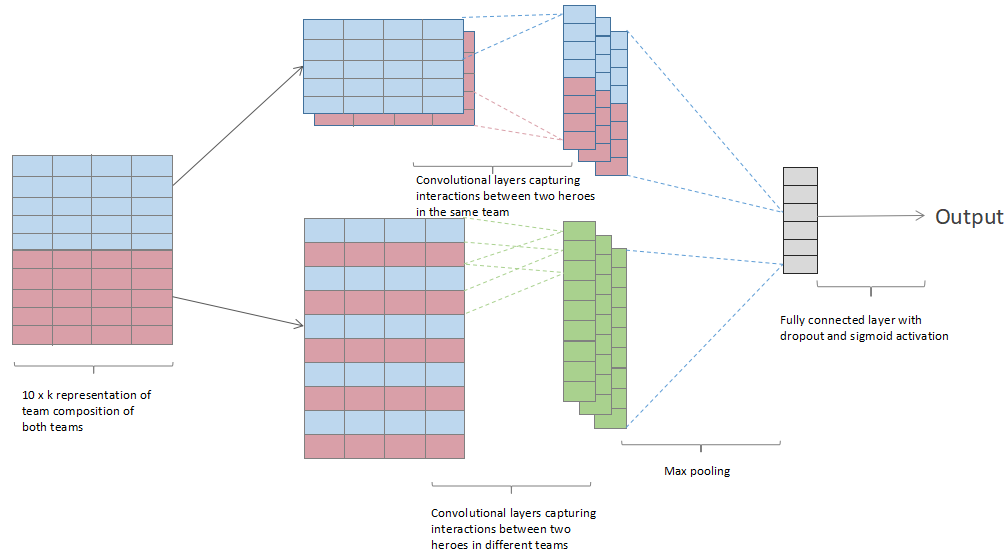 Convolutional layers capturing
interactions between two heroes
in the same team
Output
Fully connected layer with
dropout and sigmoid activation
10 x k representation of
team composition of
both teams
Max pooling
Convolutional layers capturing
interactions between two
heroes in different teams